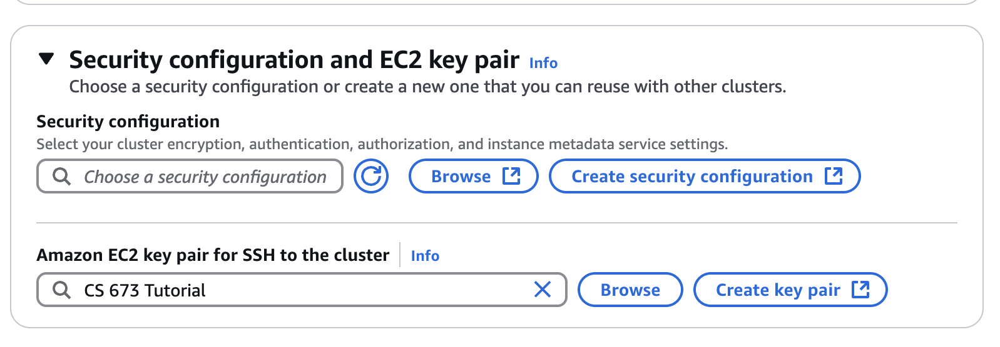 Security configuration and EC2 key pair Info
Choose a security configuration or create a new one that you can reuse with other clusters.
Security configuration
Select your cluster encryption, authentication, authorization, and instance metadata service settings.
Choose a security configuration Browse Create security configuration
Amazon EC2 key pair for SSH to the cluster Info
CS 673 Tutorial Browse Create key pair